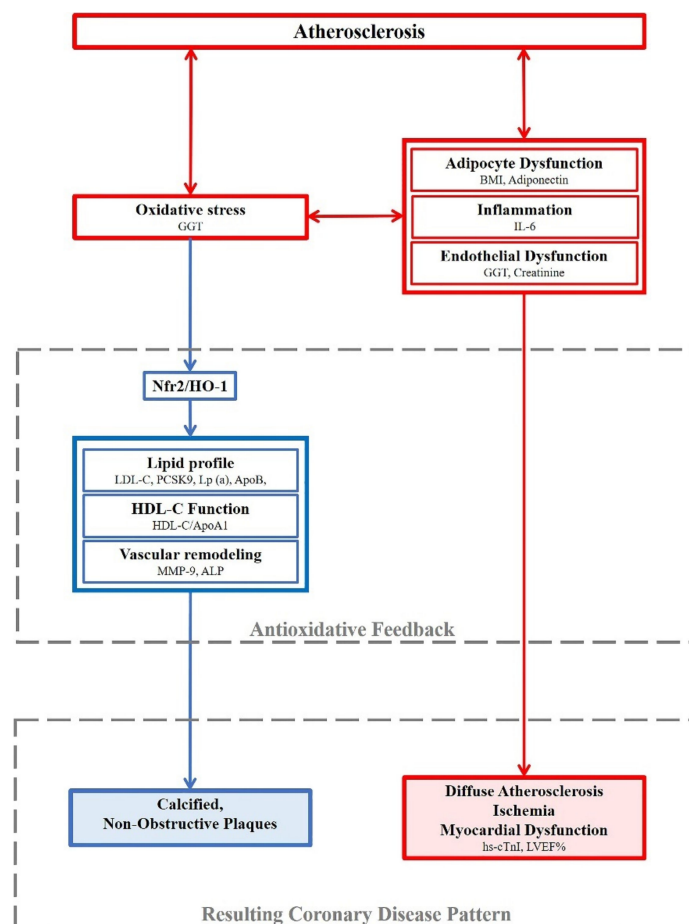 Atherosclerosis
Adipocyte Dysfunction
BMI, Adiponectin
Oxidative stress
GGT
Inflammation
IL-6
Endothelial Dysfunction
GGT, Creatinine
Nfr2/HO-1
Lipid profile
LDL-C, PCSK9, Lp (a), ApoB,
HDL-C Function
HDL-C/ApoA1
Vascular remodeling
MMP-9, ALP
Antioxidative Feedback
Calcified,
Non-Obstructive Plaques
Diffuse Atherosclerosis
Ischemia
Myocardial Dysfunction
hs-cTnI, LVEF%
Resulting Coronary Disease Pattern